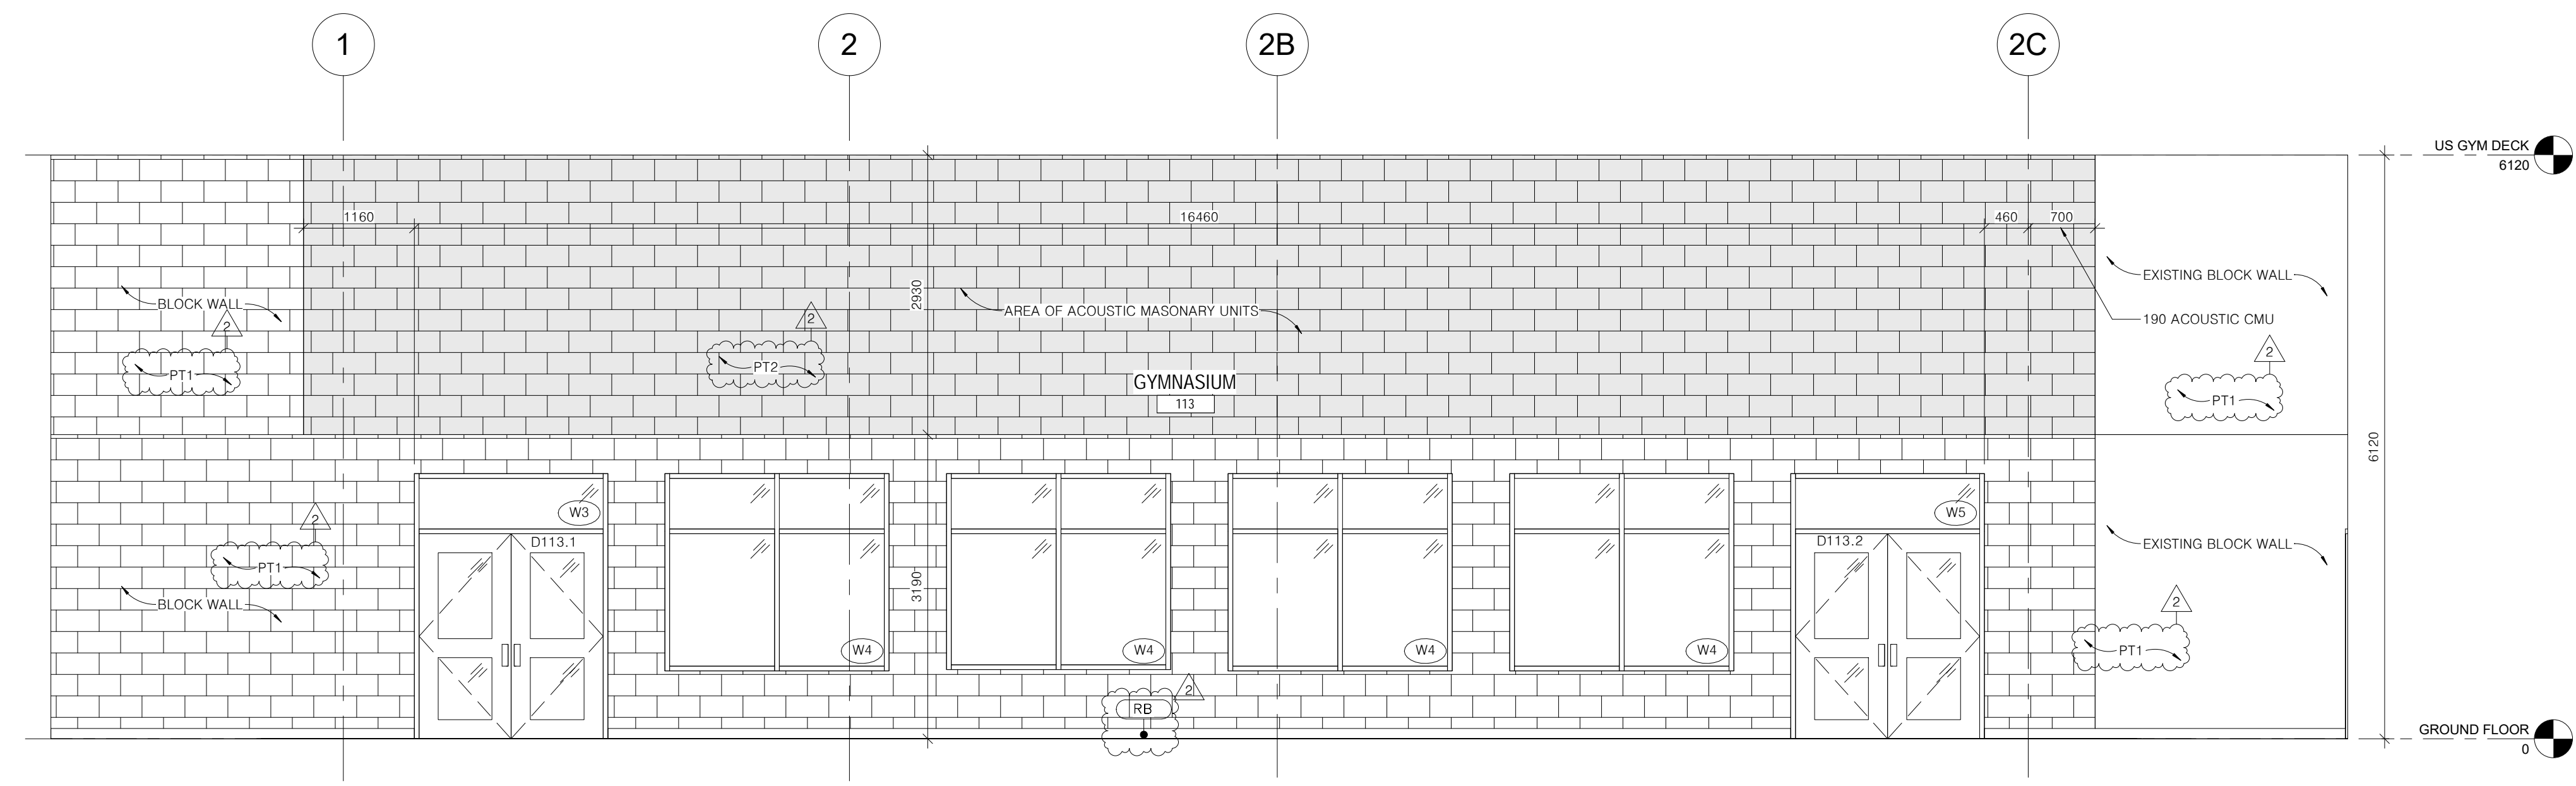 1
2
2B
2C
US GYM DECK
6120
1160
16460
460
700
EXISTING BLOCK WALL
BLOCK WALL
2930
AREA OF ACOUSTIC MASONARY UNITS
190 ACOUSTIC CMU
2
2
2
PT1
PT2
GYMNASIUM
113
PT1
6120
W3
W5
2
D113.1
D113.2
EXISTING BLOCK WALL
PT1
3190
BLOCK WALL
2
W4
W4
W4
W4
PT1
2
RB
GROUND FLOOR
0